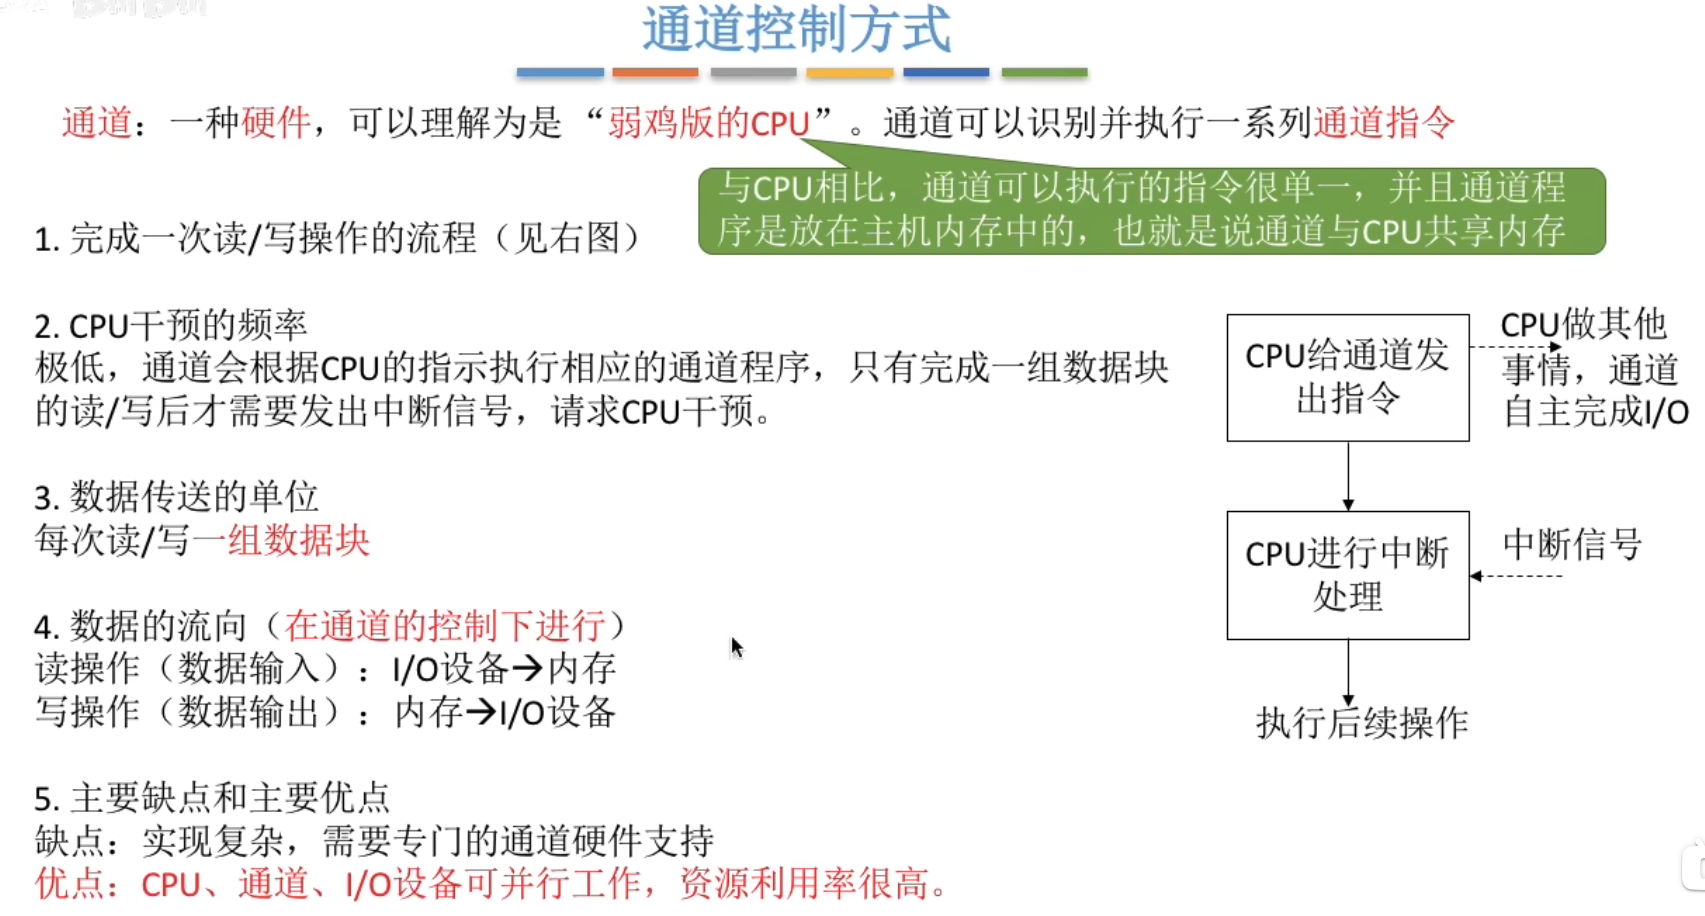 通道控制方式
通道：一种硬件，可以理解为是“弱鸡版的CPU”。通道可以识别并执行一系列通道指令
与CPU相比，通道可以执行的指令很单一，并且通道程
序是放在主机内存中的，也就是说通道与CPU共享内存
1. 完成一次读/写操作的流程（见右图）
2. CPU干预的频率
极低，通道会根据CPU的指示执行相应的通道程序，只有完成一组数据块
的读/写后才需要发出中断信号，请求CPU干预。
3. 数据传送的单位
每次读/写一组数据块
4. 数据的流向（在通道的控制下进行）
读操作（数据输入）：I/O设备→内存
写操作（数据输出）：内存→I/O设备
5. 主要缺点和主要优点
缺点：实现复杂，需要专门的通道硬件支持
优点：CPU、通道、I/O设备可并行工作，资源利用率很高。
CPU给通道发
出指令
CPU做其他
事情，通道
自主完成I/O
CPU进行中断
处理
中断信号
执行后续操作